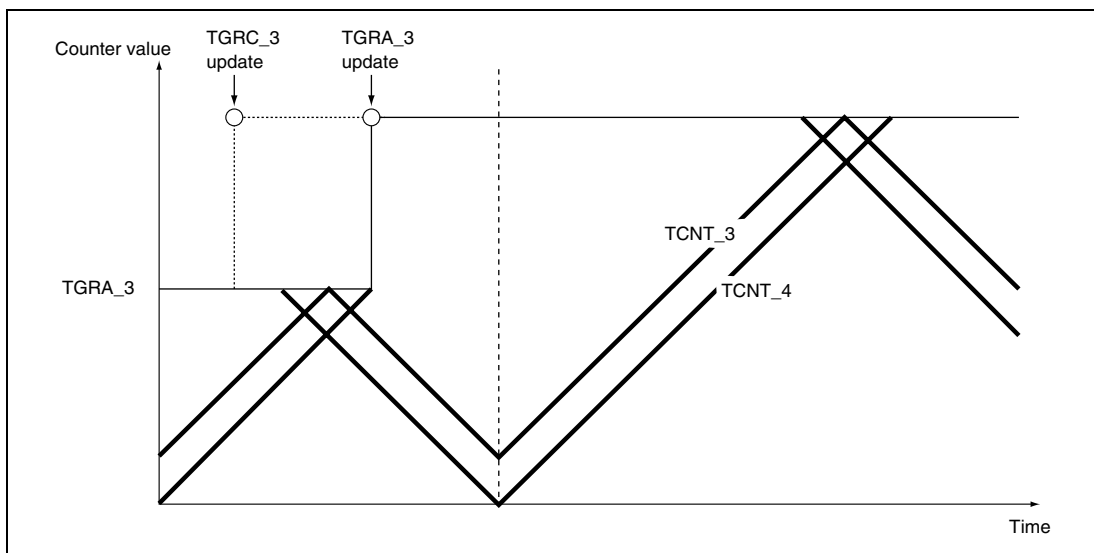 Counter value
TGRC_3
update
TGRA_3
update
TGRA_3
TCNT_3
TCNT_4
Time